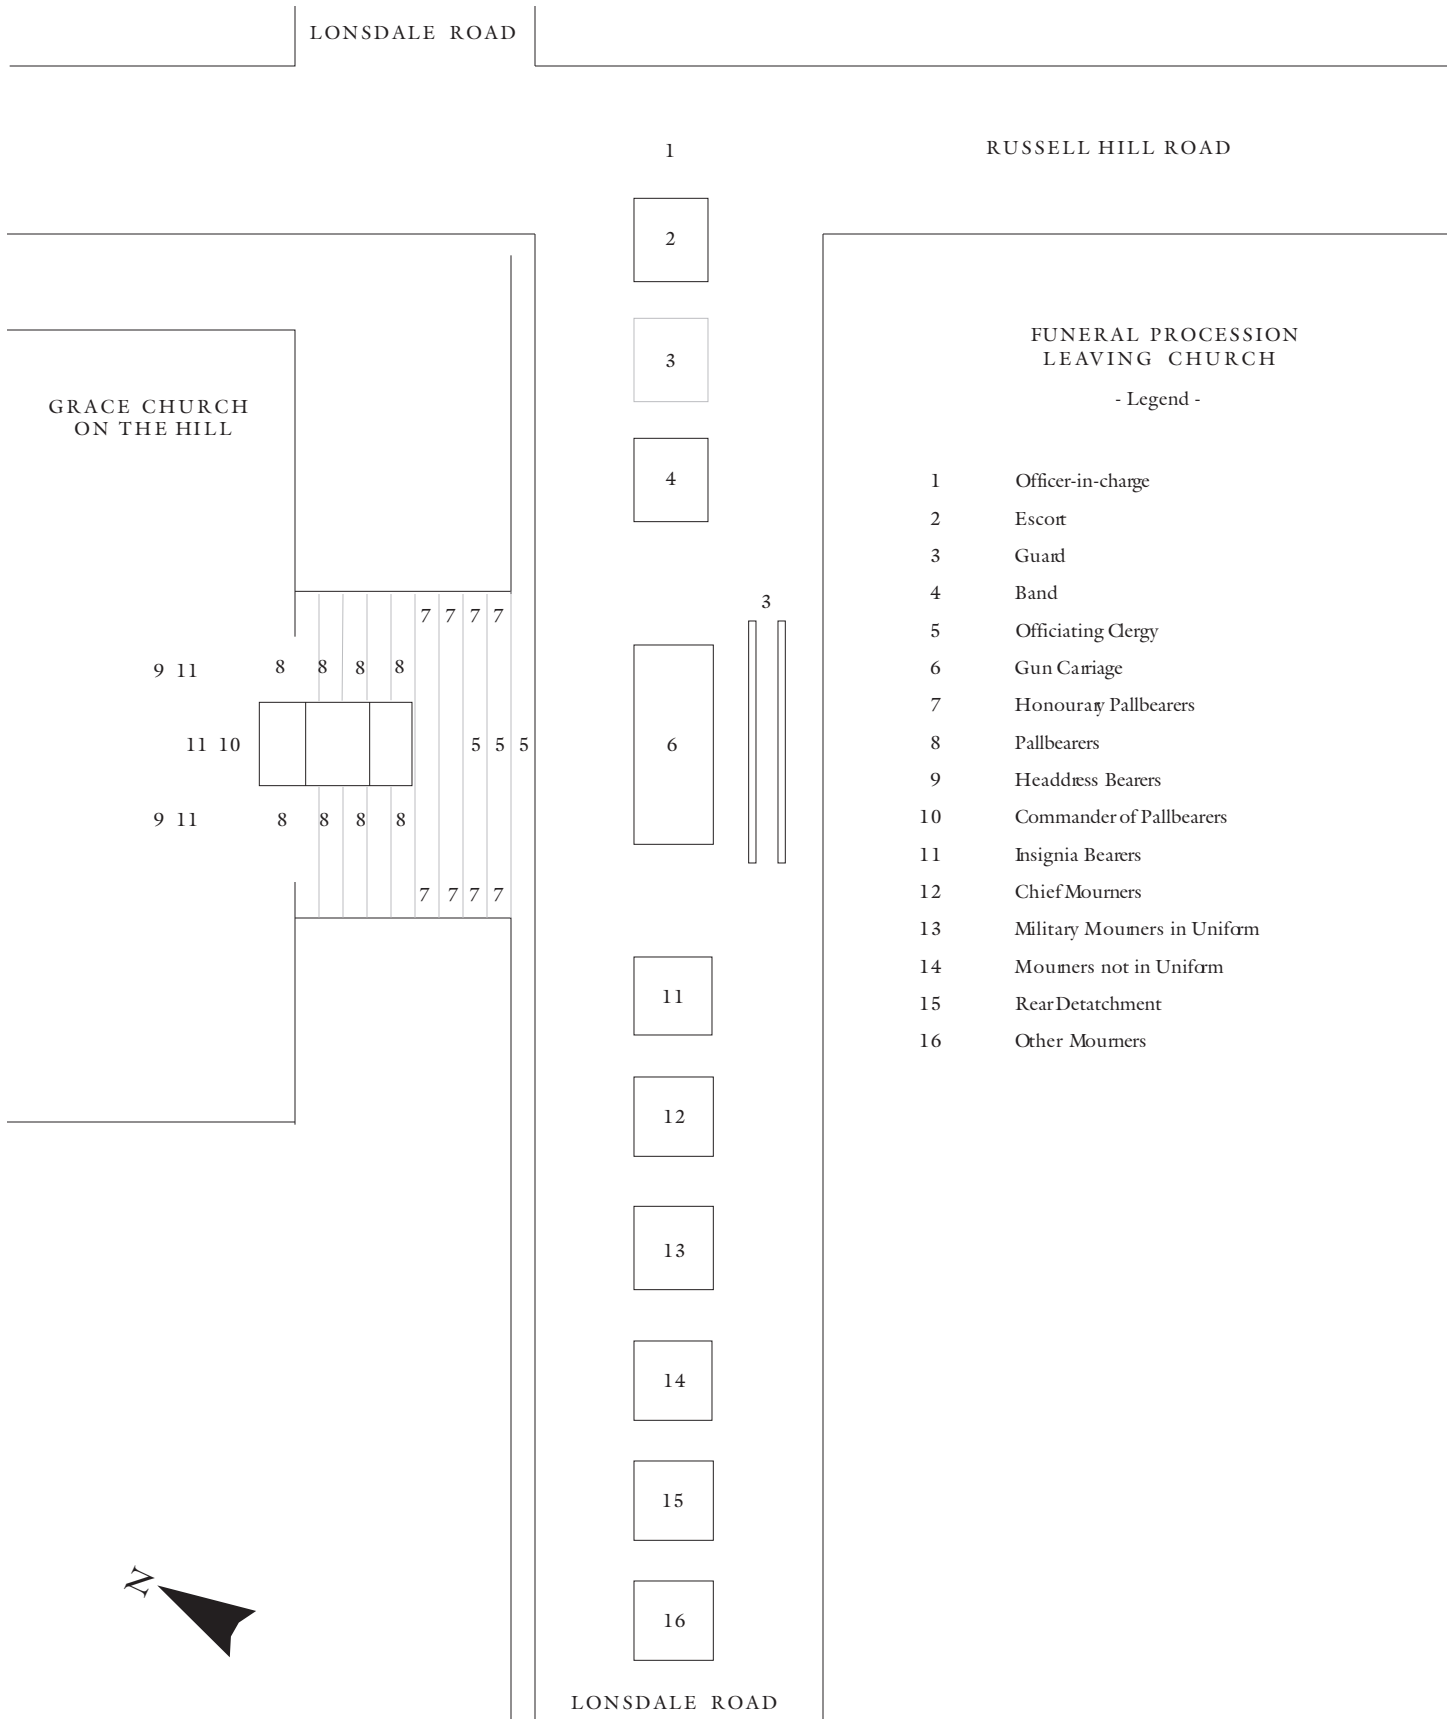 LONSDALE ROAD
1
RUSSELL HILL ROAD
2
3
4
GRACE CHURCH
ON THE HILL
FUNERAL PROCESSION
LEAVING CHURCH
- Legend -
1 Officer-in-charge
2 Escort
3 Guard
4 Band
5 Officiating Clergy
6 Gun Carriage
7 Honourary Pallbearers
8 Pallbearers
9 Headdress Bearers
10 Commander of Pallbearers
11 Insignia Bearers
12 Chief Mourners
13 Military Mourners in Uniform
14 Mourners not in Uniform
15 Rear Detatchment
16 Other Mourners
3
7 7 7 7
9 11 8 8 8 8
11 10 5 5 5 6
9 11 8 8 8 8
7 7 7 7
11
12
13
14
15
16
N
LONSDALE ROAD